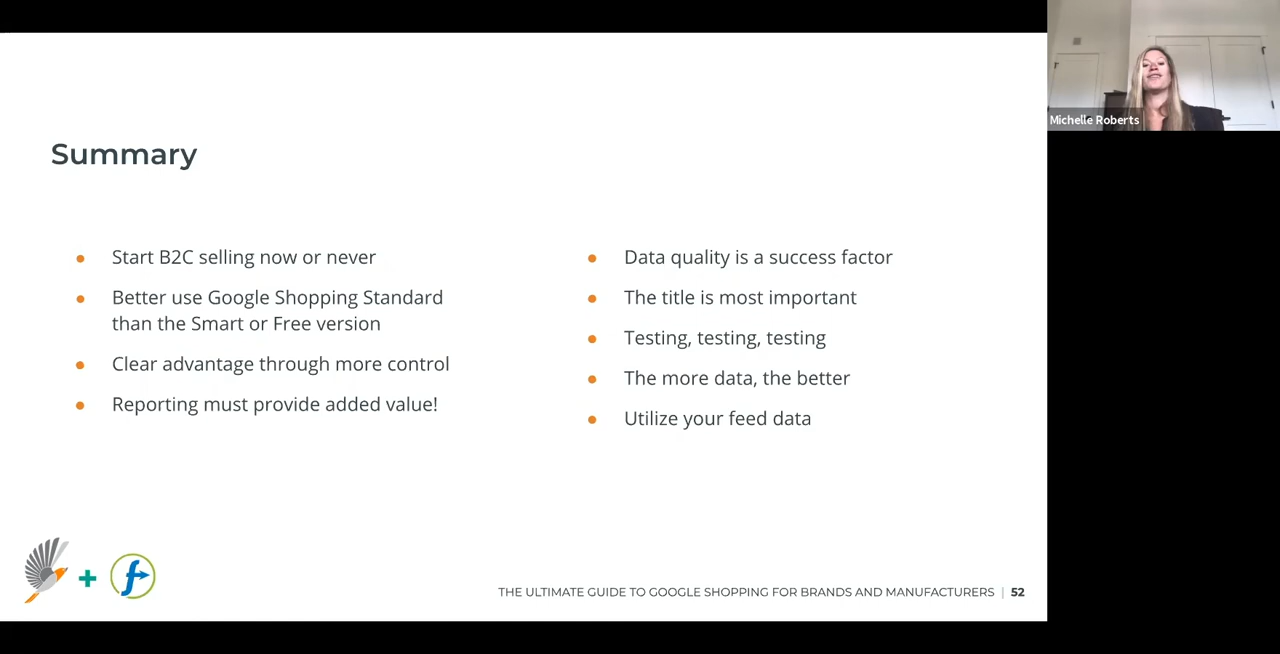 Summary
Start B2C selling now or never
Better use Google Shopping Standard
than the Smart or Free version
Clear advantage through more control
Reporting must provide added value!
Data quality is a success factor
The title is most important
Testing, testing, testing
The more data, the better
Utilize your feed data
f
THE ULTIMATE GUIDE TO GOOGLE SHOPPING FOR BRANDS AND MANUFACTURERS | 52
Michelle Roberts